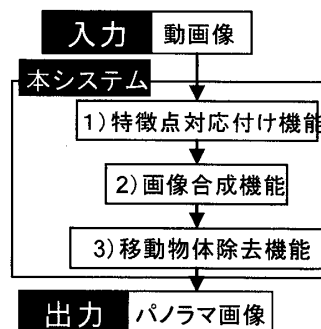 入力 動画像
本システム
1)特徴点対応付け機能
2)画像合成機能
3)移動物体除去機能
出力 パノラマ画像